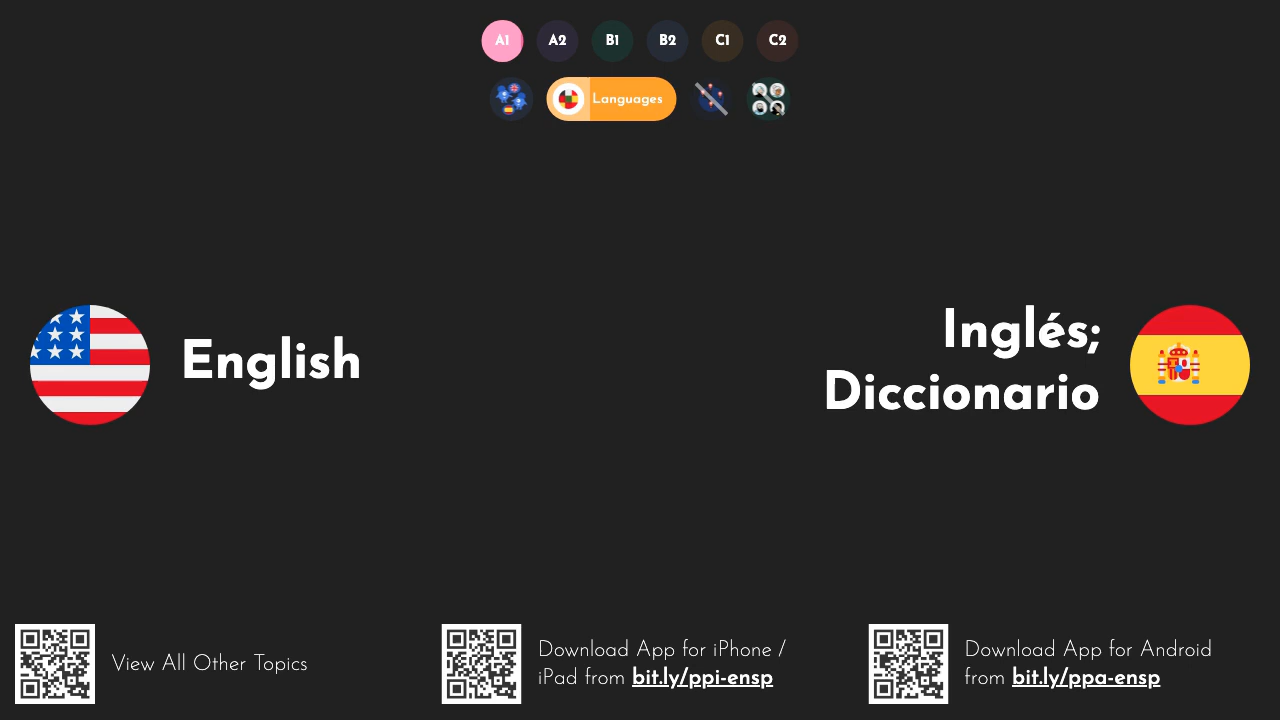 A1 A2 B1 B2 C1 C2
Languages
English
Inglés;
Diccionario
View All Other Topics
Download App for iPhone /
iPad from bit.ly/ppi-ensp
Download App for Android
from bit.ly/ppa-ensp